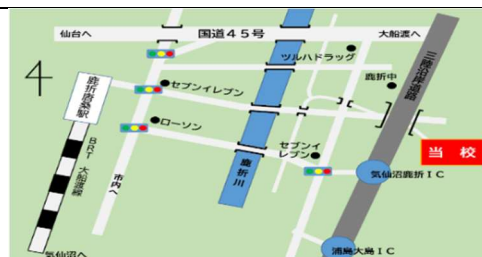 仙台へ
国道45号
大船渡へ
ツルハドラッグ
三陸沿岸道路
鹿折中
セブンイレブン
鹿折唐桑駅
ローソン
セブンイ
レブン
当校
鹿折川
BRT 大船渡線
市内へ
気仙沼鹿折IC
気仙沼へ
浦島大島IC